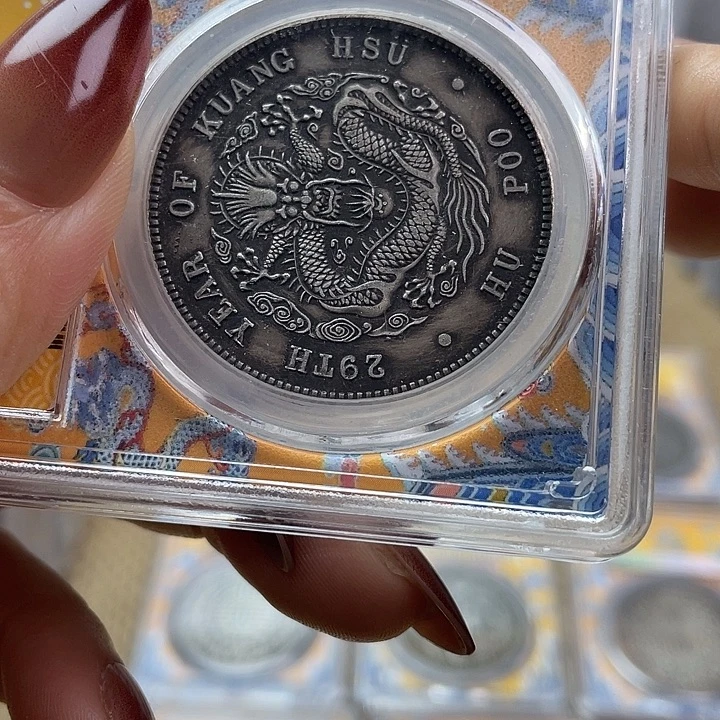 29TH YEAR OF KUANG HSU
HU POO